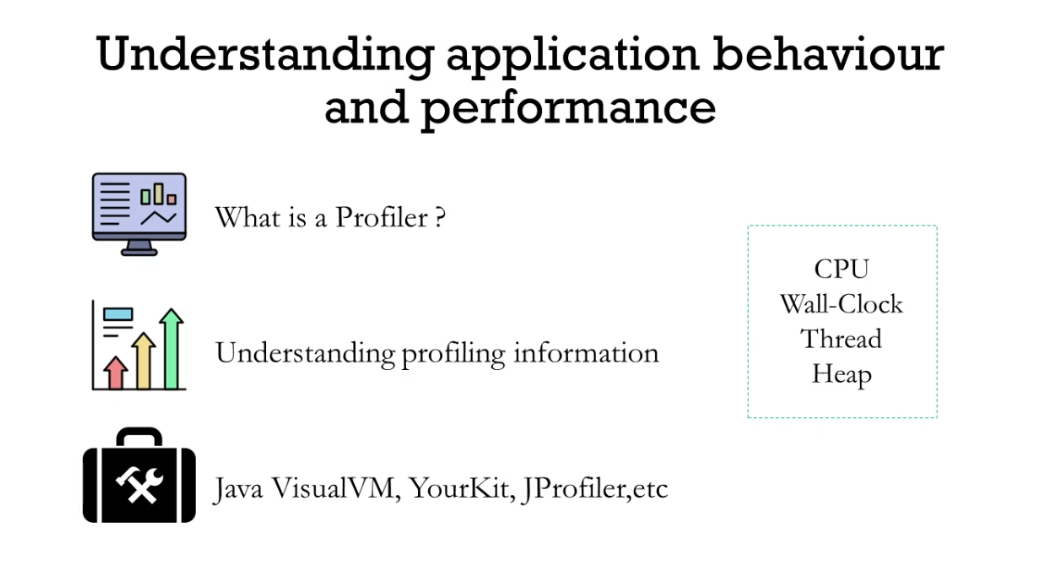 Understanding application behaviour
and performance
What is a Profiler ?
Understanding profiling information
Java VisualVM, YourKit, JProfiler,etc
CPU
Wall-Clock
Thread
Heap